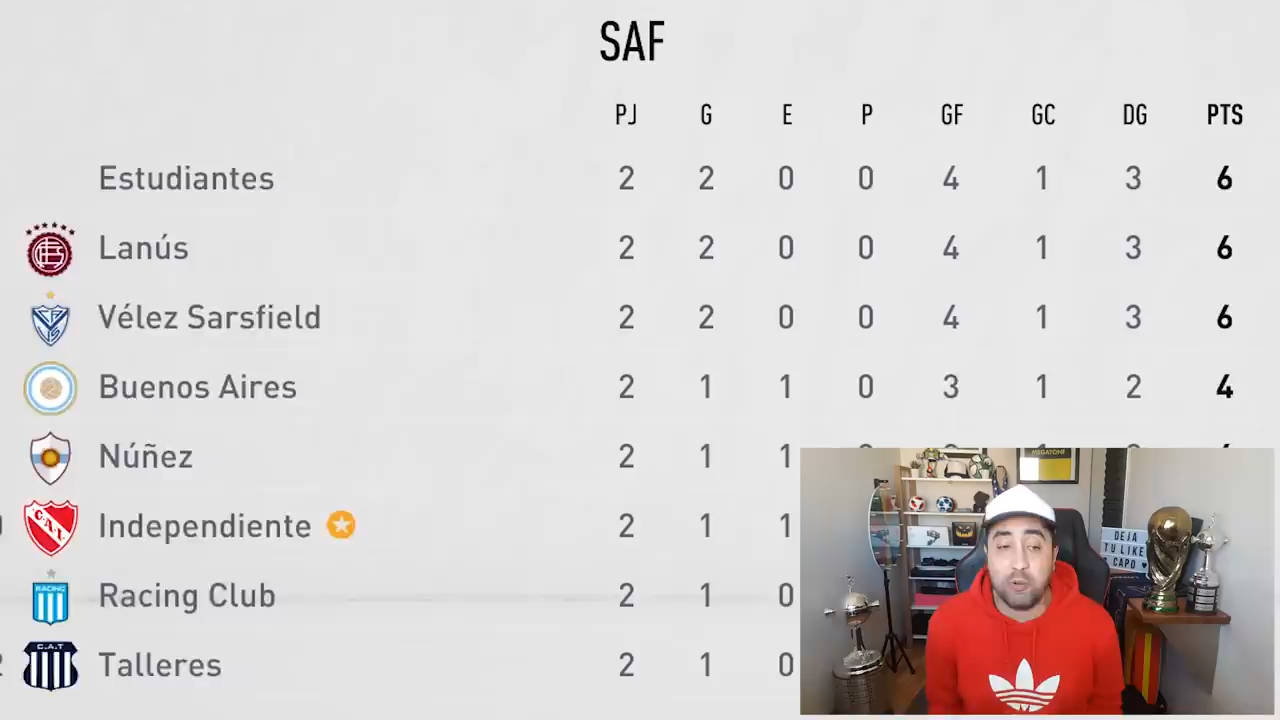 SAF
PJ G E P GF GC DG PTS
Estudiantes 2 2 0 0 4 1 3 6
Lanús 2 2 0 0 4 1 3 6
Vélez Sarsfield 2 2 0 0 4 1 3 6
Buenos Aires 2 1 1 0 3 1 2 4
Núñez 2 1 1
Independiente 2 1 1
Racing Club 2 1 0
C.A.T
Talleres 2 1 0
RACING
C.A.I.
DEJA
TU LIKE
CAPO